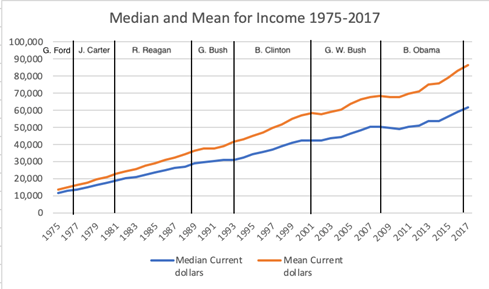 Median and Mean for Income 1975-2017
100,000
G. Ford J. Carter R. Reagan G. Bush B. Clinton G. W. Bush B. Obama
90,000
80,000
70,000
60,000
50,000
40,000
30,000
20,000
10,000
0
1975 1977 1979 1981 1983 1985 1987 1989 1991 1993 1995 1997 1999 2001 2003 2005 2007 2009 2011 2013 2015 2017
Median Current Mean Current
dollars dollars